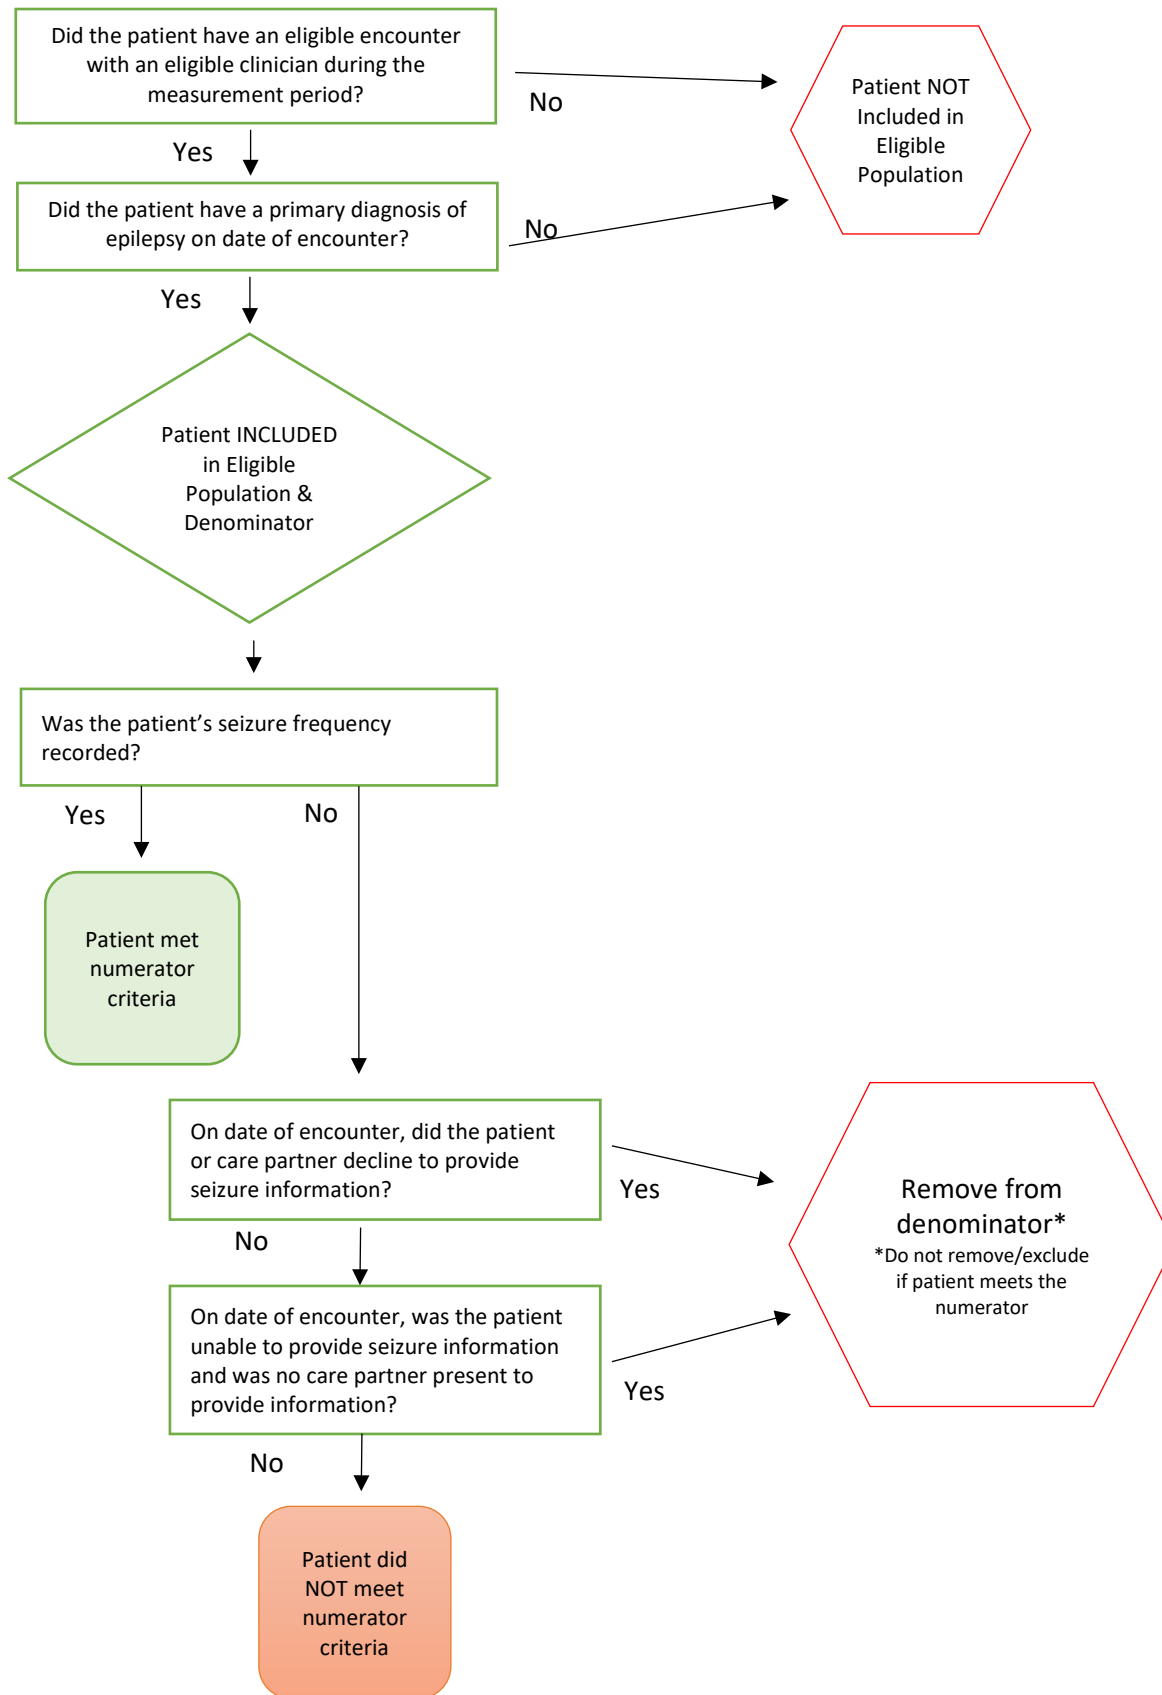 Did the patient have an eligible encounter
with an eligible clinician during the
measurement period?
No
Patient NOT
Included in
Eligible
Population
Yes
Did the patient have a primary diagnosis of
epilepsy on date of encounter?
No
Yes
Patient INCLUDED
in Eligible
Population &
Denominator
Was the patient’s seizure frequency
recorded?
Yes
No
Patient met
numerator
criteria
On date of encounter, did the patient
or care partner decline to provide
seizure information?
Yes
Remove from
denominator*
*Do not remove/exclude
if patient meets the
numerator
No
On date of encounter, was the patient
unable to provide seizure information
and was no care partner present to
provide information?
Yes
No
Patient did
NOT meet
numerator
criteria